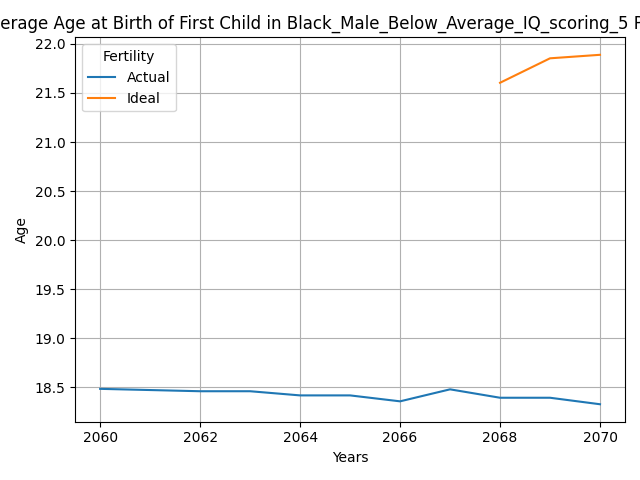 erage Age at Birth of First Child in Black_Male_Below_Average_IQ_scoring_5
22.0
21.5
21.0
20.5
20.0
19.5
19.0
18.5
Age
Fertility
Actual
Ideal
2060 2062 2064 2066 2068 2070
Years